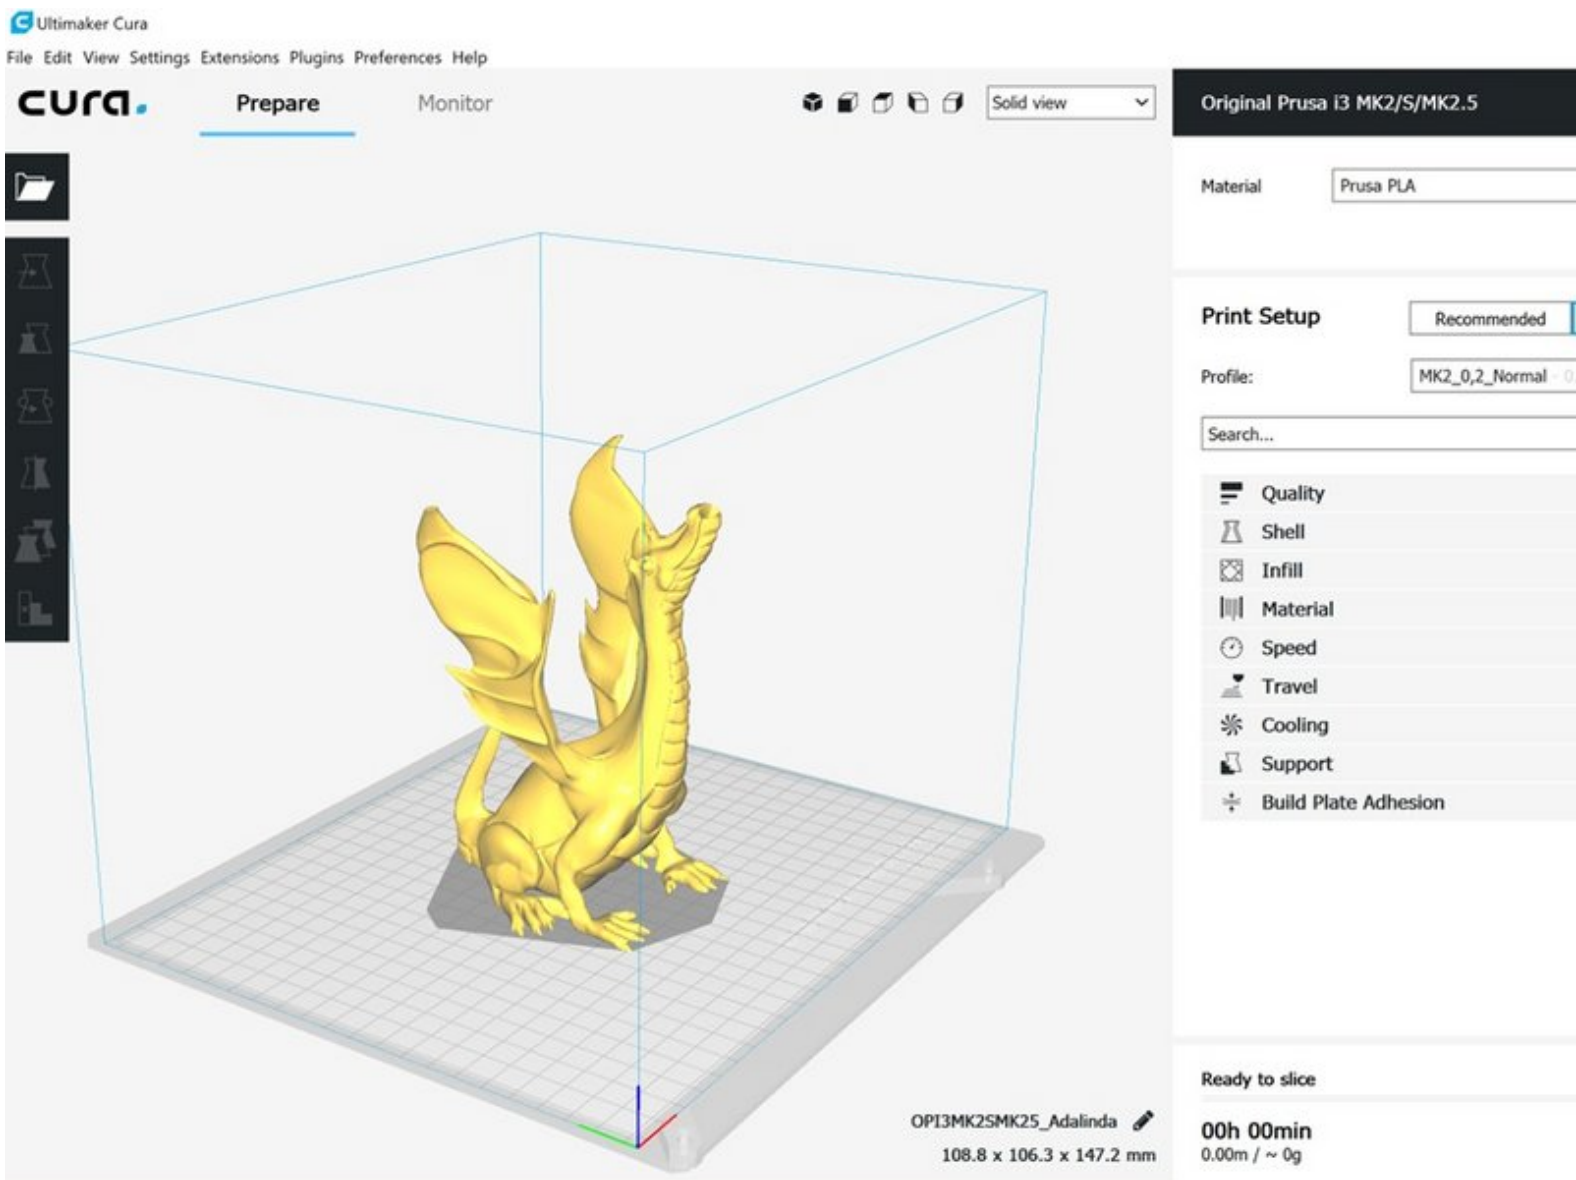 Ultimaker Cura
File Edit View Settings Extensions Plugins Preferences Help
cura.
Prepare
Monitor
Solid view
Original Prusa i3 MK2/S/MK2.5
Material
Prusa PLA
Print Setup
Recommended
Profile:
MK2_0,2_Normal - 0.
Search...
Quality
Shell
Infill
Material
Speed
Travel
Cooling
Support
Build Plate Adhesion
OPI3MK2SMK25_Adalinda
108.8 x 106.3 x 147.2 mm
Ready to slice
00h 00min
0.00m / ~ 0g